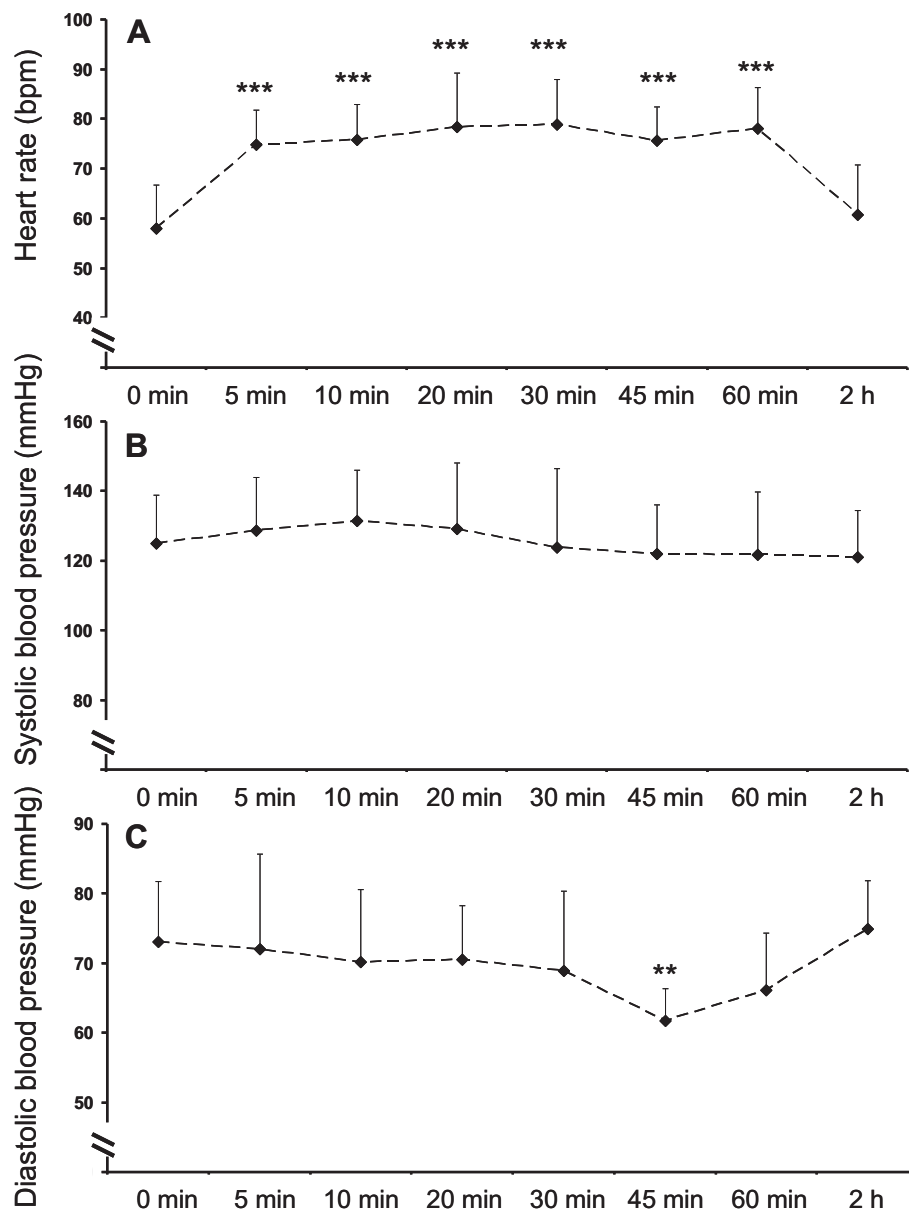 A
Heart rate (bpm)
100
90
80
70
60
50
40
*** *** *** *** *** ***
0 min 5 min 10 min 20 min 30 min 45 min 60 min 2 h
B
Systolic blood pressure (mmHg)
160
140
120
100
80
0 min 5 min 10 min 20 min 30 min 45 min 60 min 2 h
C
Diastolic blood pressure (mmHg)
90
80
70
60
50
**
0 min 5 min 10 min 20 min 30 min 45 min 60 min 2 h